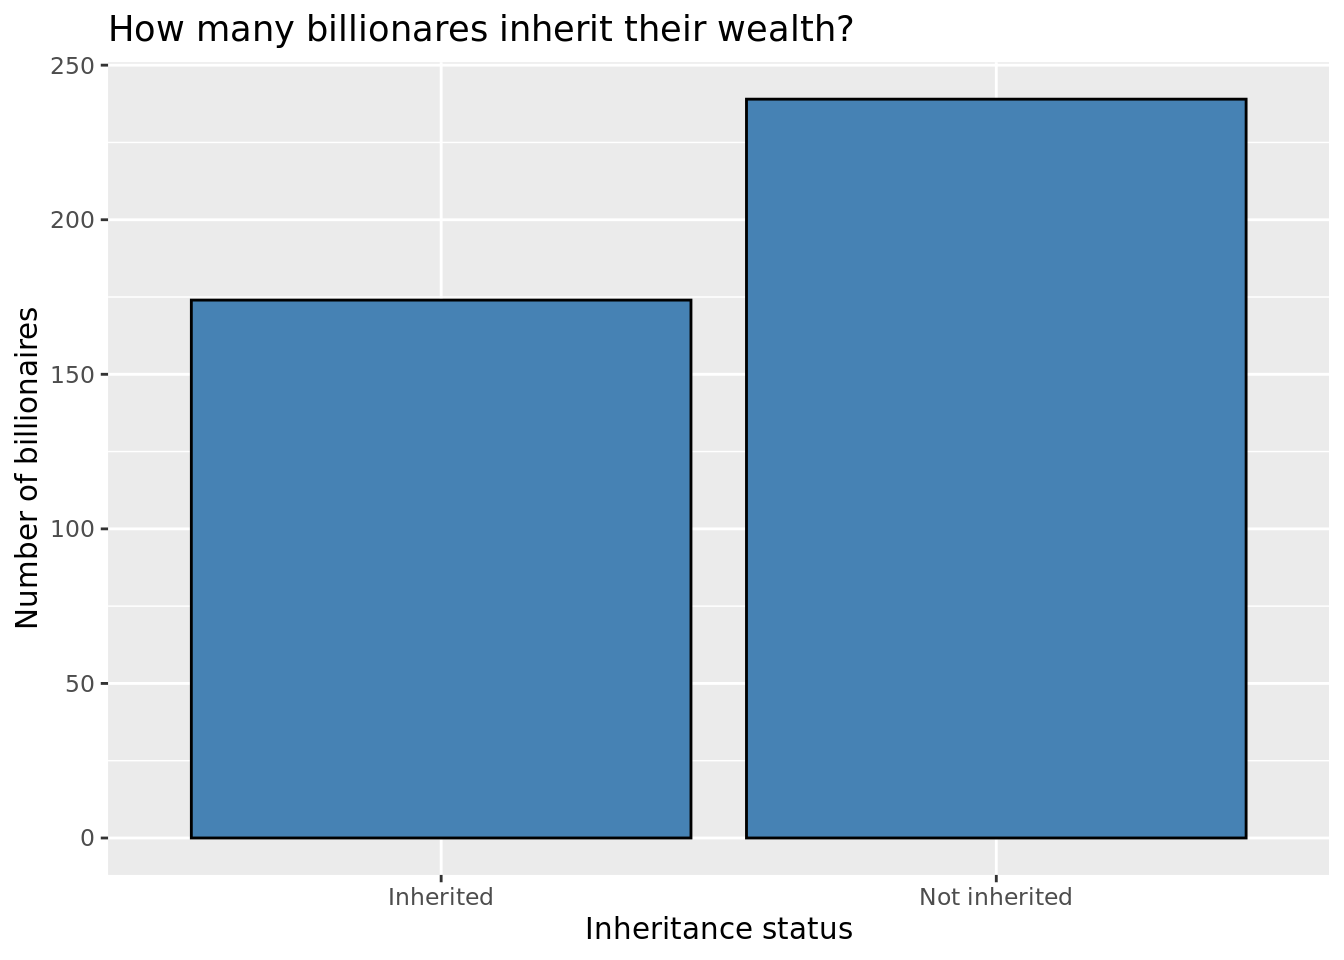 How many billionares inherit their wealth?
250
200
150
100
50
0
Number of billionaires
Inherited
Not inherited
Inheritance status